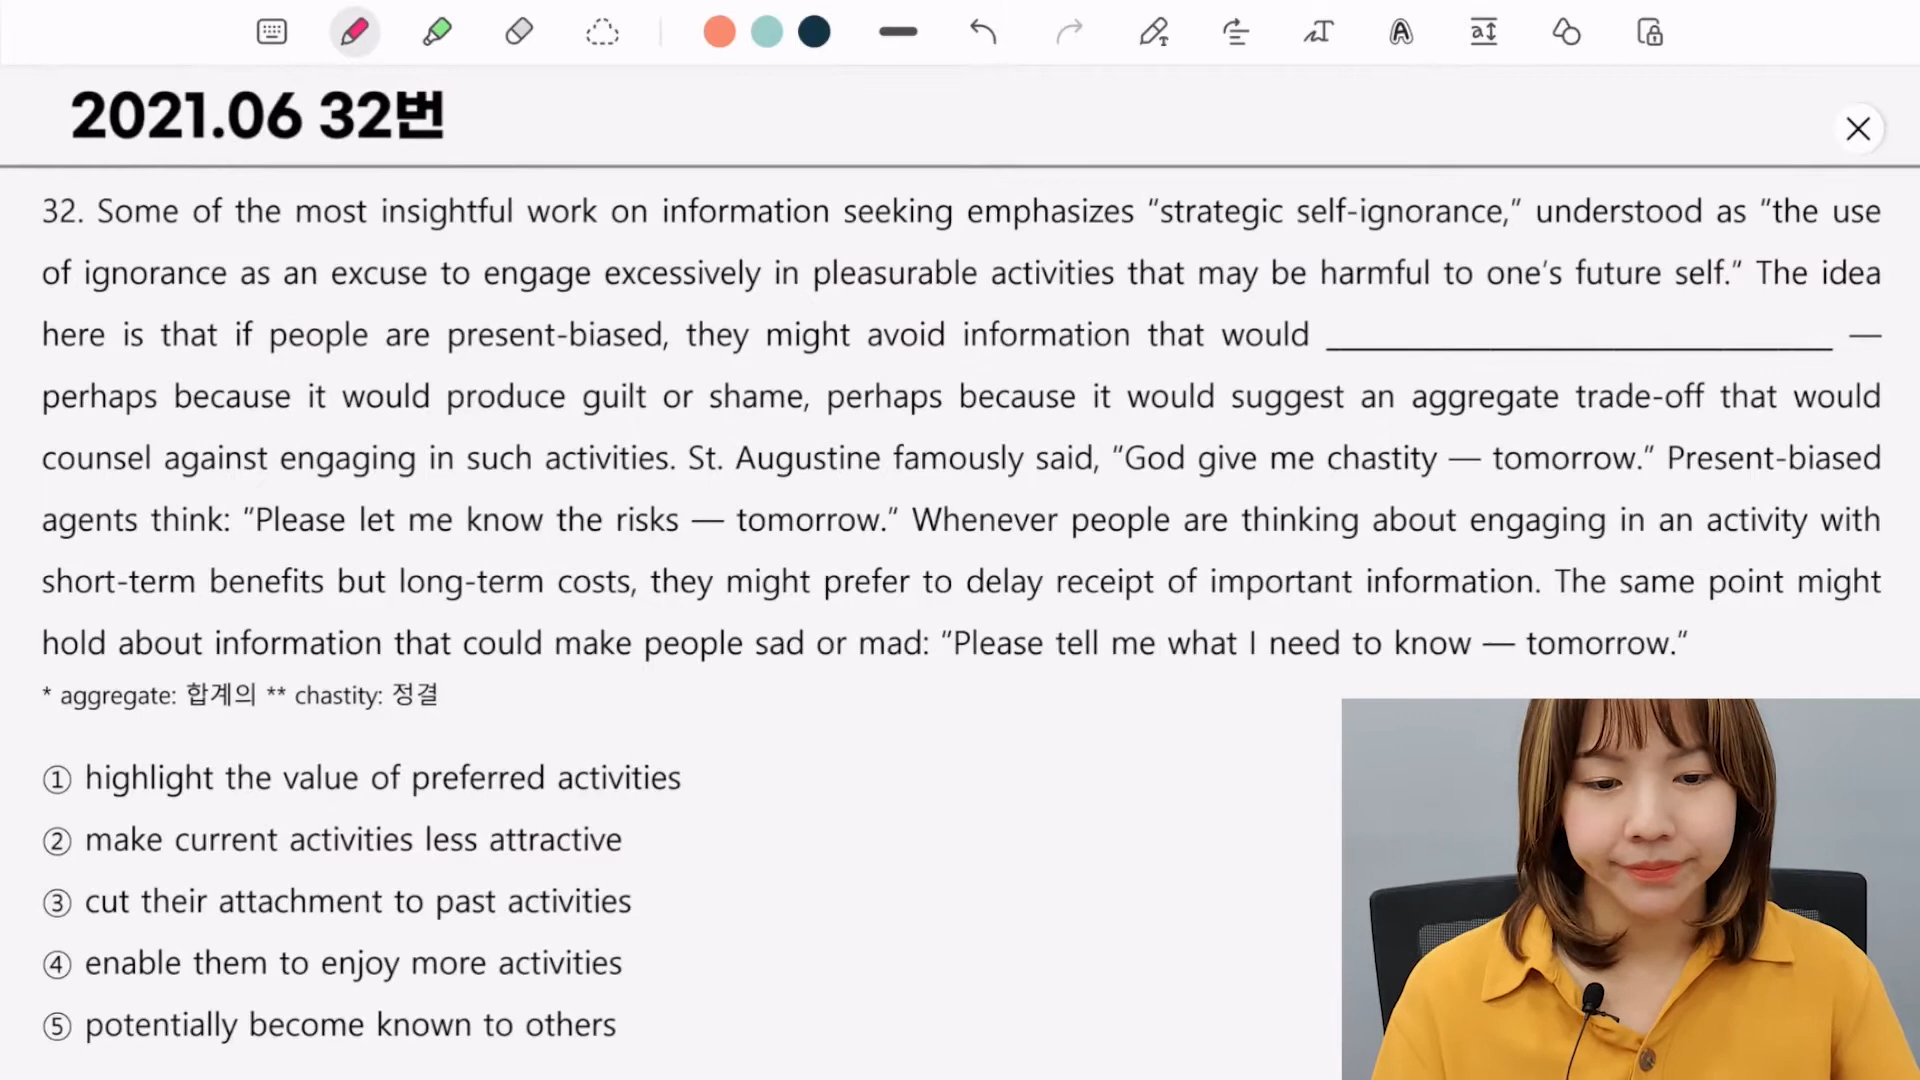 2021.06 32번
32. Some of the most insightful work on information seeking emphasizes “strategic self-ignorance,” understood as “the use
of ignorance as an excuse to engage excessively in pleasurable activities that may be harmful to one’s future self.” The idea
here is that if people are present-biased, they might avoid information that would ______________________________ —
perhaps because it would produce guilt or shame, perhaps because it would suggest an aggregate trade-off that would
counsel against engaging in such activities. St. Augustine famously said, “God give me chastity — tomorrow.” Present-biased
agents think: “Please let me know the risks — tomorrow.” Whenever people are thinking about engaging in an activity with
short-term benefits but long-term costs, they might prefer to delay receipt of important information. The same point might
hold about information that could make people sad or mad: “Please tell me what I need to know — tomorrow.”
* aggregate: 합계의 ** chastity: 정결
① highlight the value of preferred activities
② make current activities less attractive
③ cut their attachment to past activities
④ enable them to enjoy more activities
⑤ potentially become known to others